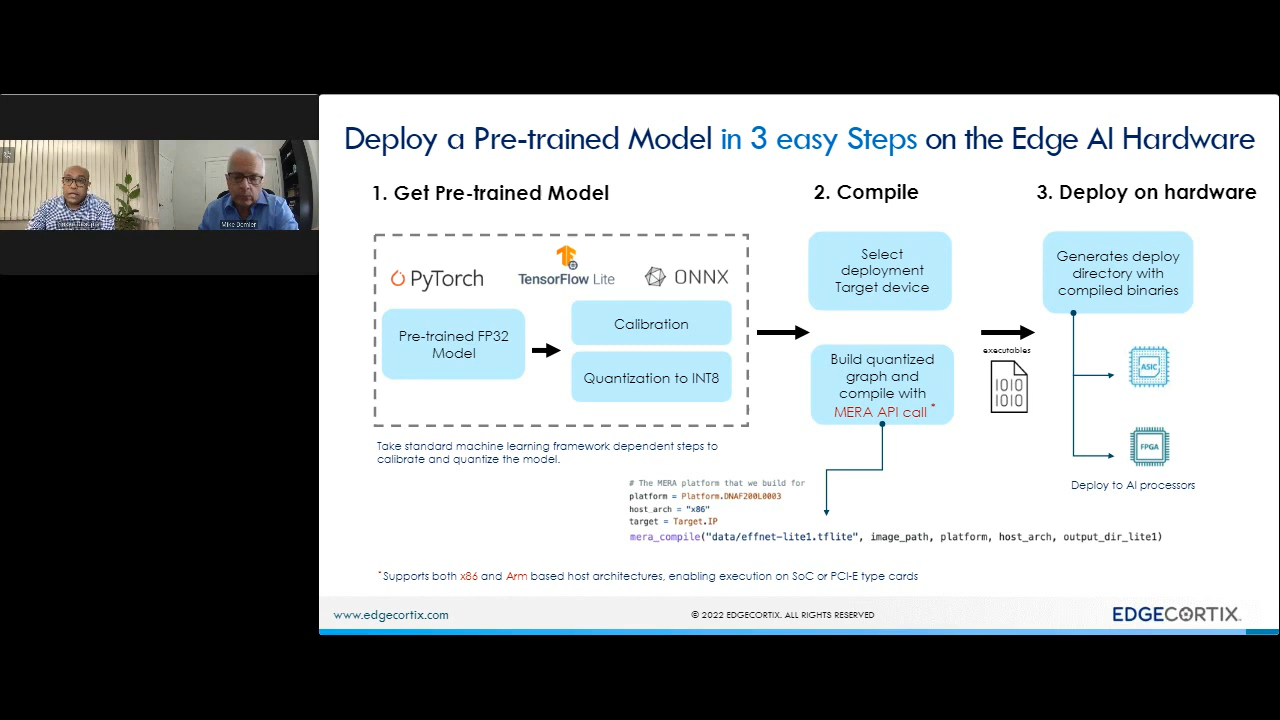 Deploy a Pre-trained Model in 3 easy Steps on the Edge AI Hardware
1. Get Pre-trained Model
2. Compile
3. Deploy on hardware
PyTorch
TensorFlow Lite
ONNX
Pre-trained FP32
Model
Calibration
Quantization to INT8
Take standard machine learning framework dependent steps to
calibrate and quantize the model.
Select
deployment
Target device
Build quantized
graph and
compile with
MERA API call *
executables
1010
1010
Generates deploy
directory with
compiled binaries
ASIC
FPGA
Deploy to AI processors
# The MERA platform that we build for
platform = Platform.DNAF200L0003
host_arch = "x86"
target = Target.IP
mera_compile("data/effnet-lite1.tflite", image_path, platform, host_arch, output_dir_lite1)
*Supports both x86 and Arm based host architectures, enabling execution on SoC or PCI-E type cards
www.edgecortix.com
© 2022 EDGECORTIX. ALL RIGHTS RESERVED
EDGECORTIX
Mike Demler